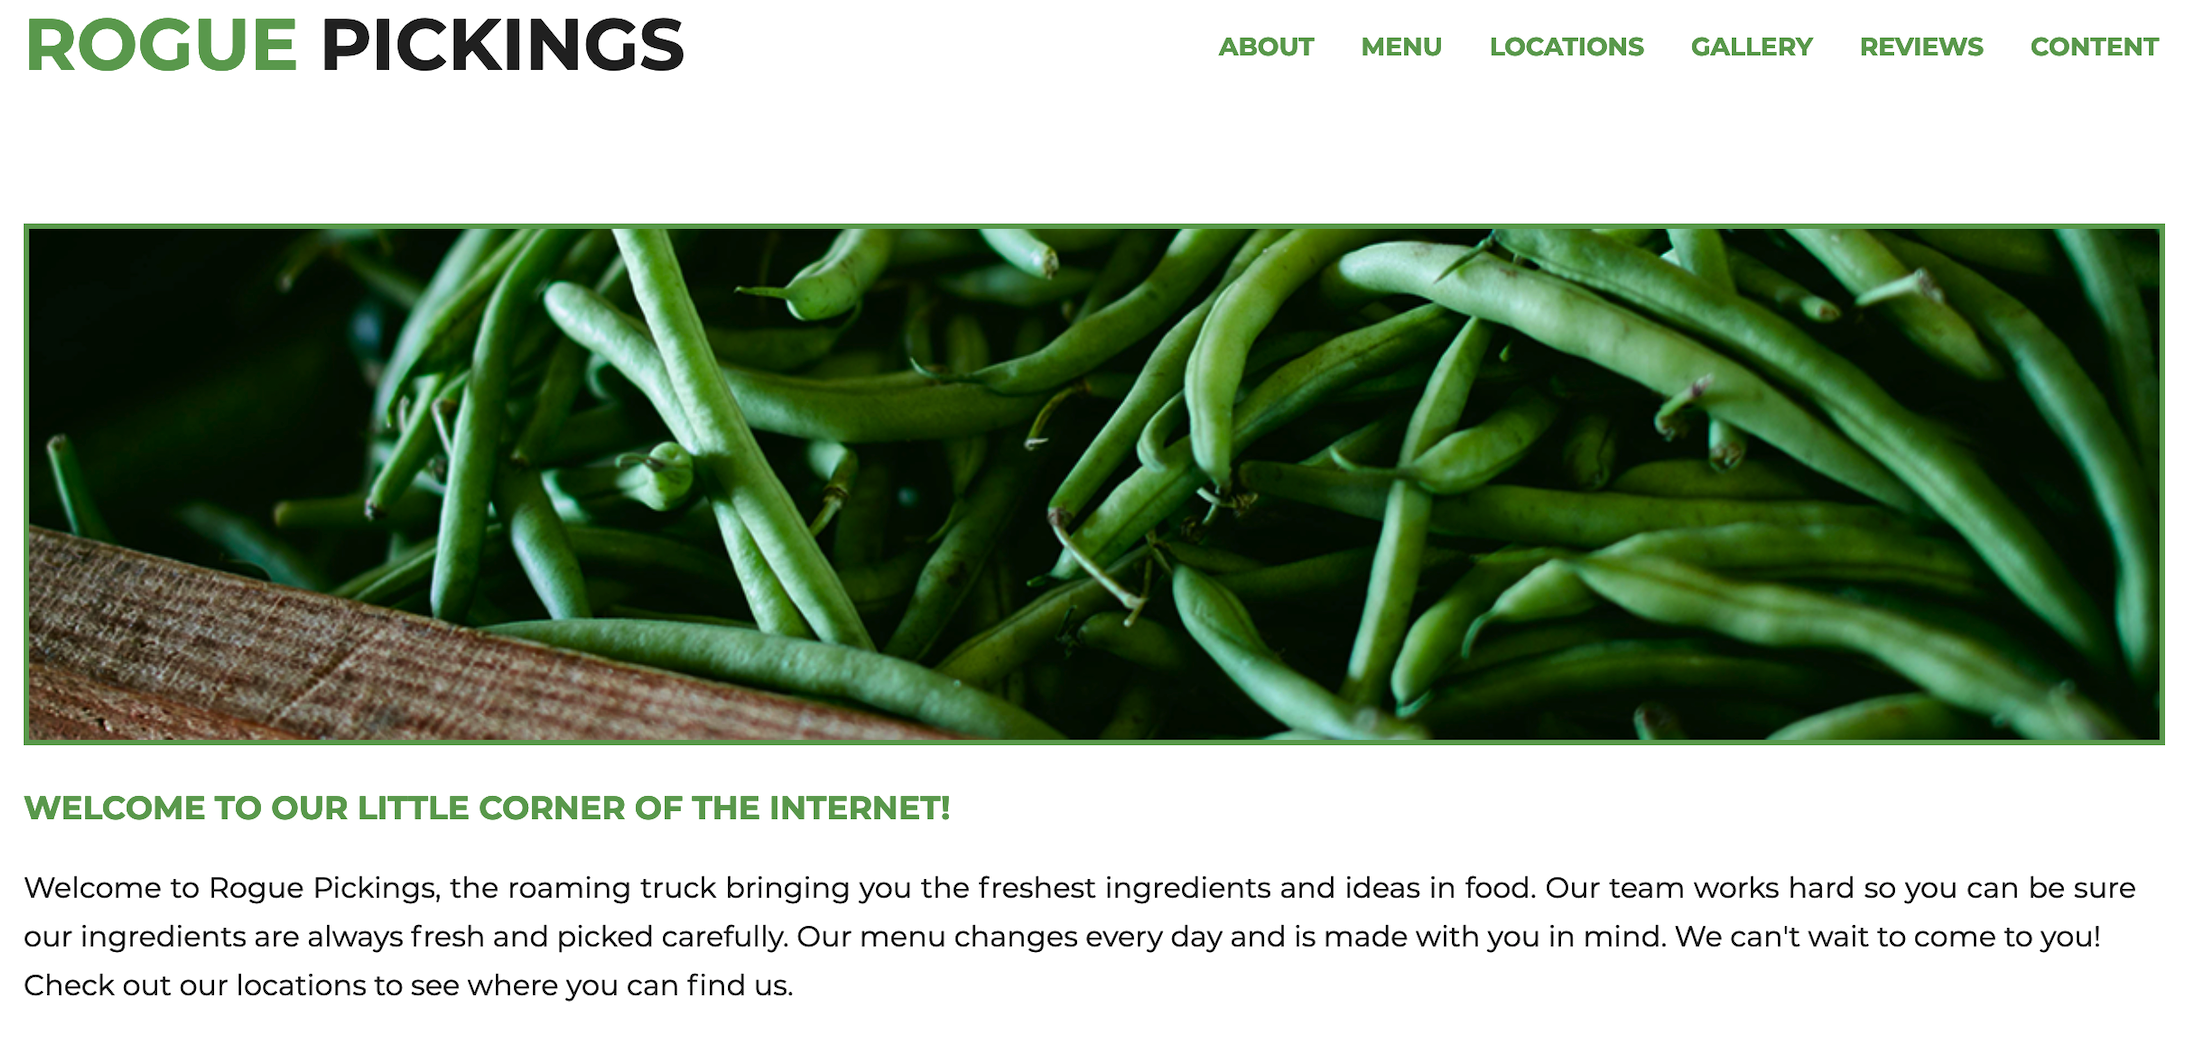 ROGUE PICKINGS
ABOUT MENU LOCATIONS GALLERY REVIEWS CONTENT
WELCOME TO OUR LITTLE CORNER OF THE INTERNET!
Welcome to Rogue Pickings, the roaming truck bringing you the freshest ingredients and ideas in food. Our team works hard so you can be sure
our ingredients are always fresh and picked carefully. Our menu changes every day and is made with you in mind. We can't wait to come to you!
Check out our locations to see where you can find us.